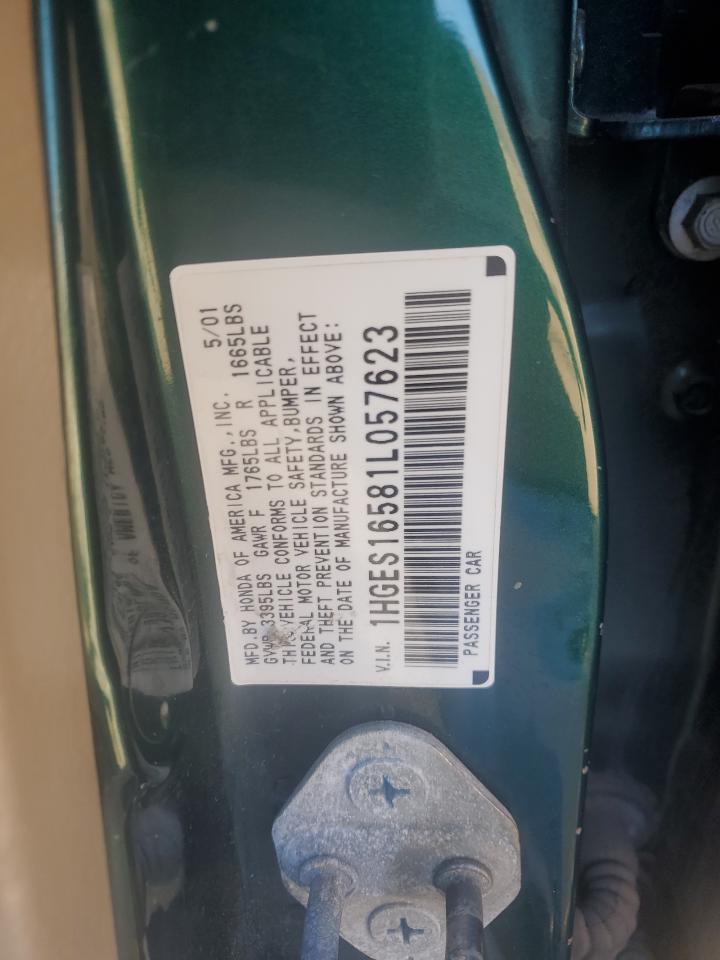 MFD.BY HONDA OF AMERICA MFG.,INC. 5/01
GVWR 3395LBS GAWR F 1765LBS R 1665LBS
THIS VEHICLE CONFORMS TO ALL APPLICABLE
FEDERAL MOTOR VEHICLE SAFETY,BUMPER,
AND THEFT PREVENTION STANDARDS IN EFFECT
ON THE DATE OF MANUFACTURE SHOWN ABOVE:
V.I.N. 1HGES16581L057623
PASSENGER CAR